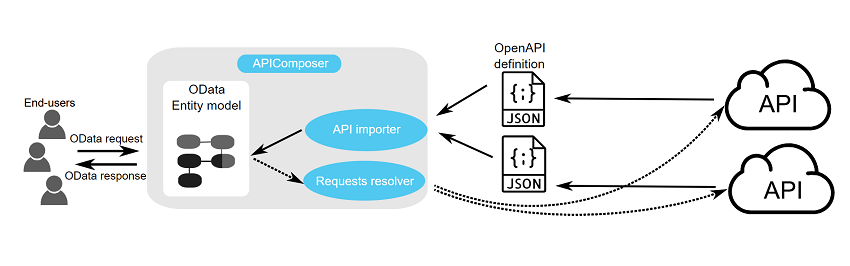 OpenAPI
definition
APIComposer
OData
Entity model
{;}
JSON
API
End-users
API importer
OData request
{;}
JSON
OData response
Requests resolver
API